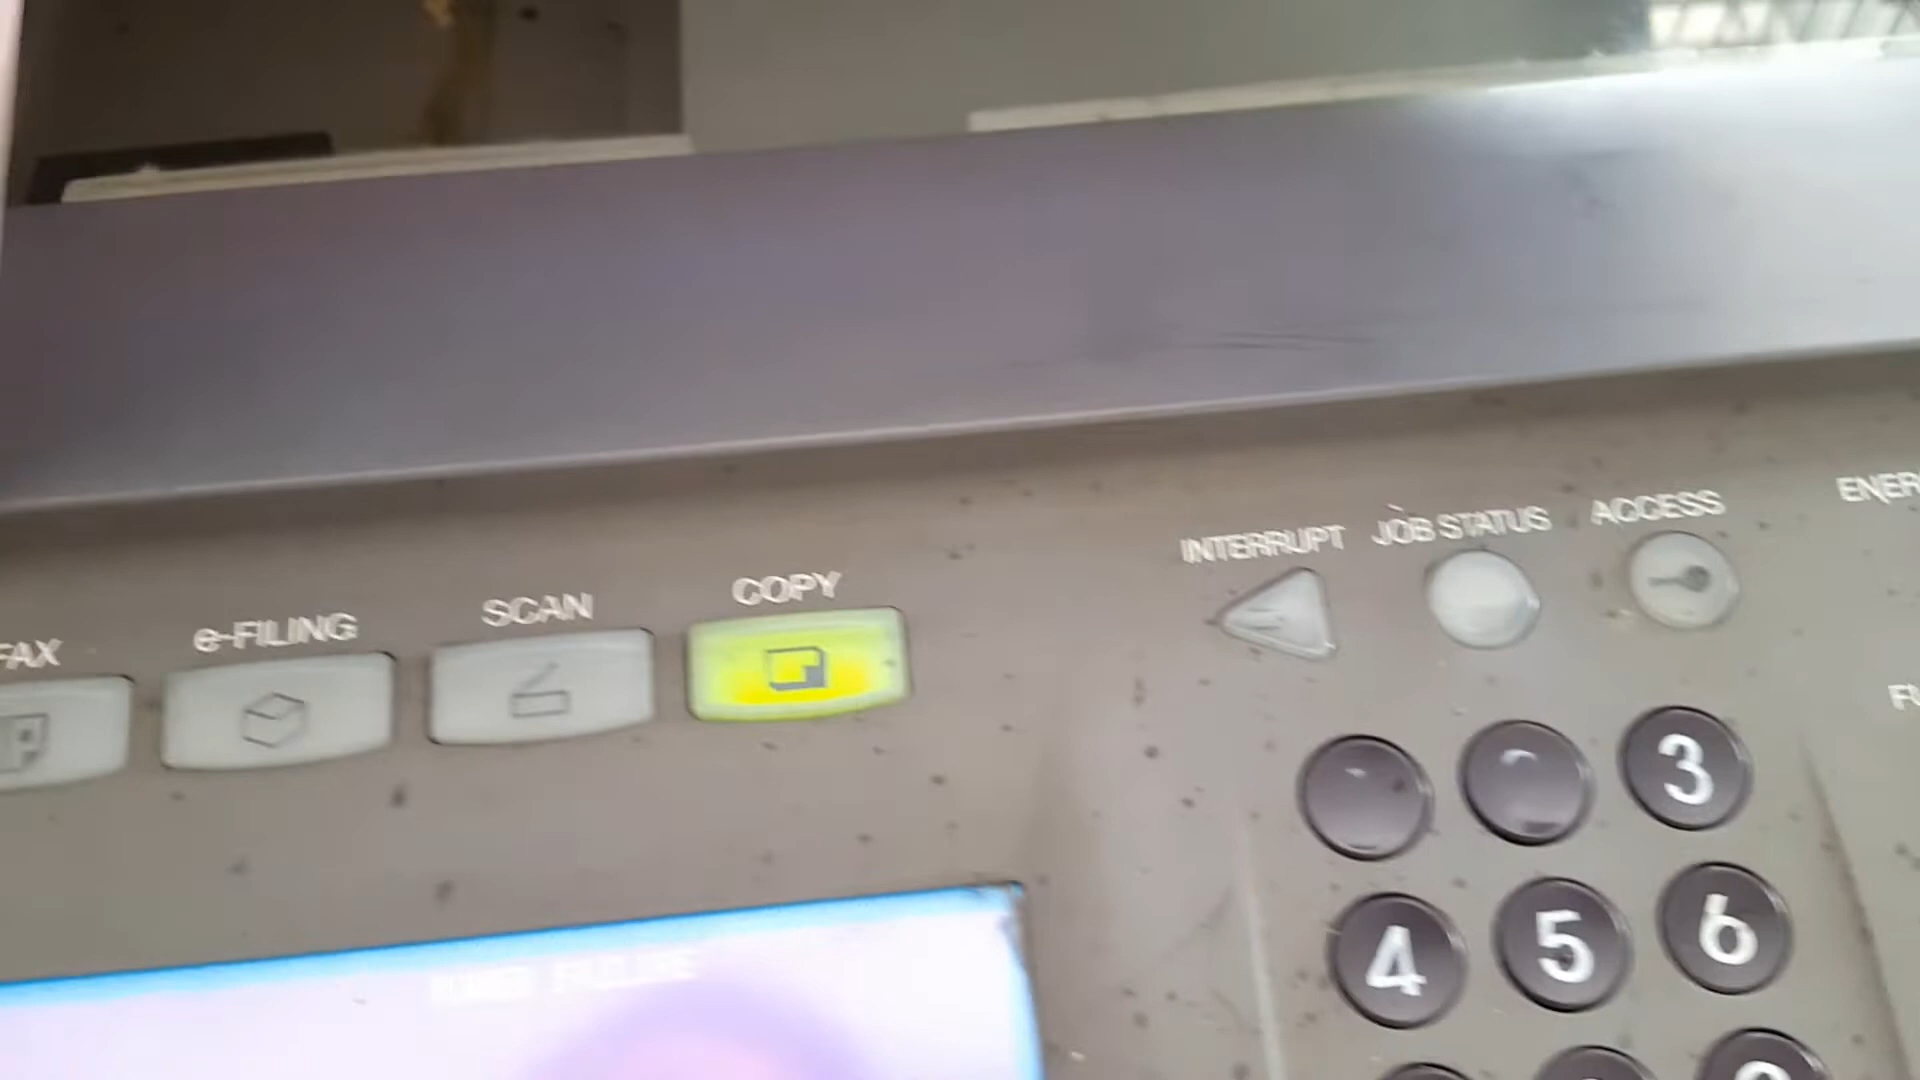 INTERRUPT
JOB STATUS
ACCESS
ENER
FAX
e-FILING
SCAN
COPY
3
4
5
6